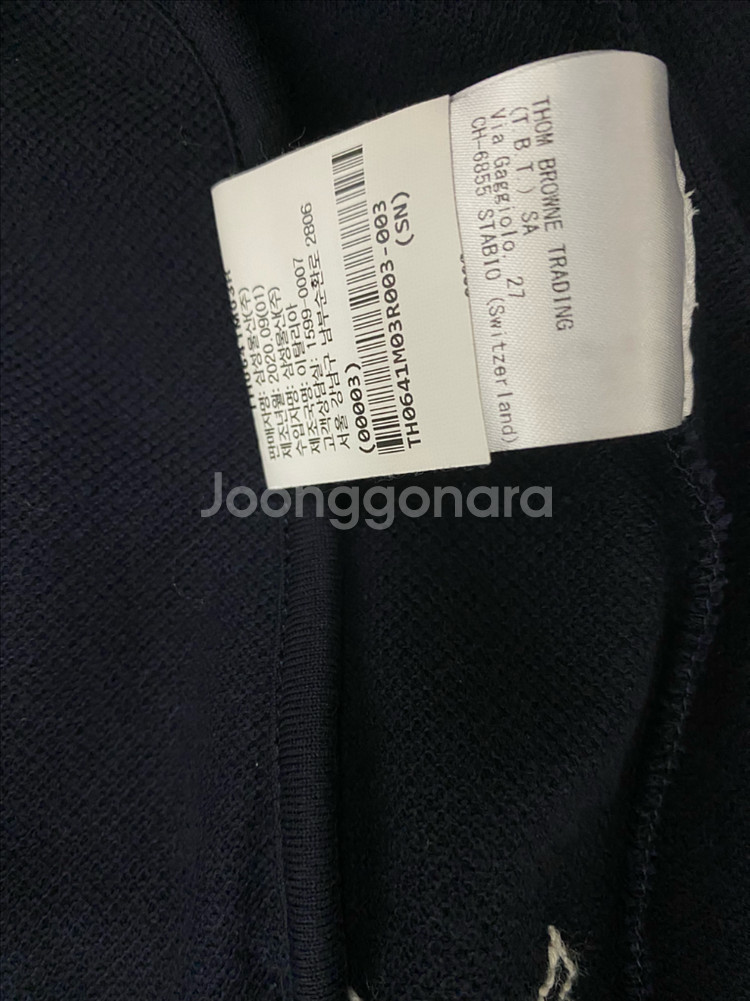 판매자명: 삼성물산(주)
제조년월: 2020.09(01)
수입자명: 삼성물산(주)
제조국명: 이탈리아
고객상담실: 1599-0007
서울 강남구 남부순환로 2806
(00003)
TH0641M03R003-003
(SN)
THOM BROWNE TRADING
(T B T ) SA
Via Gaggiolo, 27
CH-6855 STABIO (Switzerland)
Joonggonara